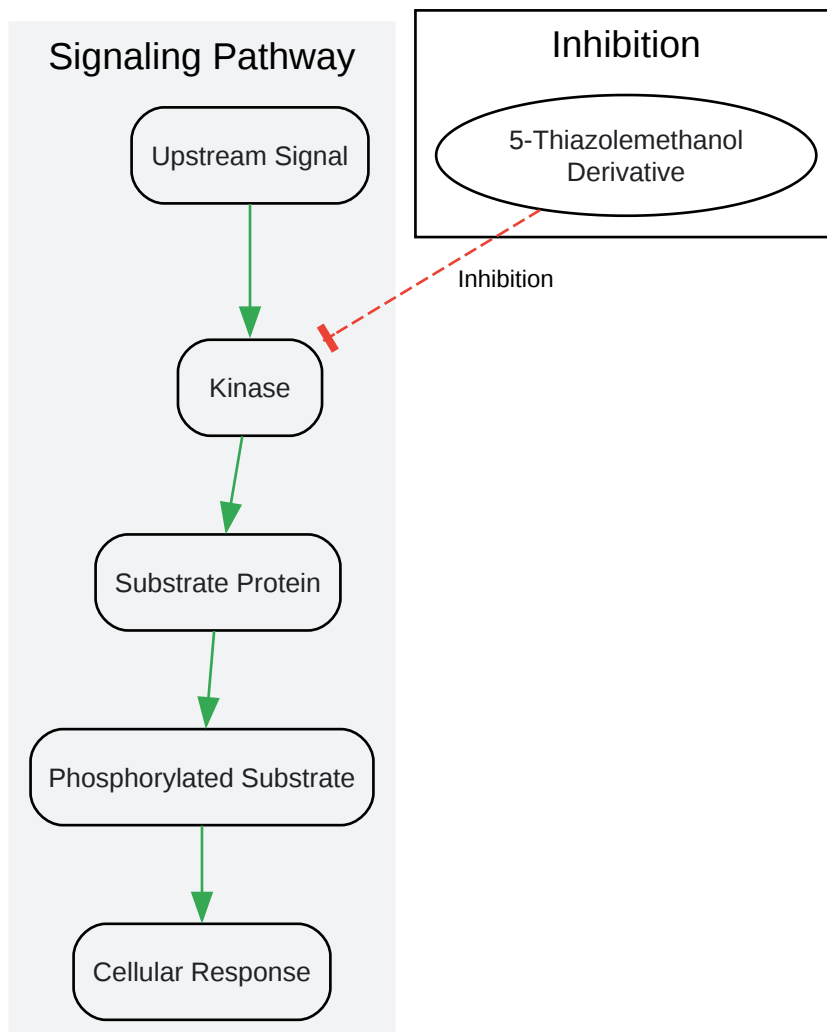 Signaling Pathway
Upstream Signal
Kinase
Substrate Protein
Phosphorylated Substrate
Cellular Response
Inhibition
5-Thiazolemethanol
Derivative
Inhibition